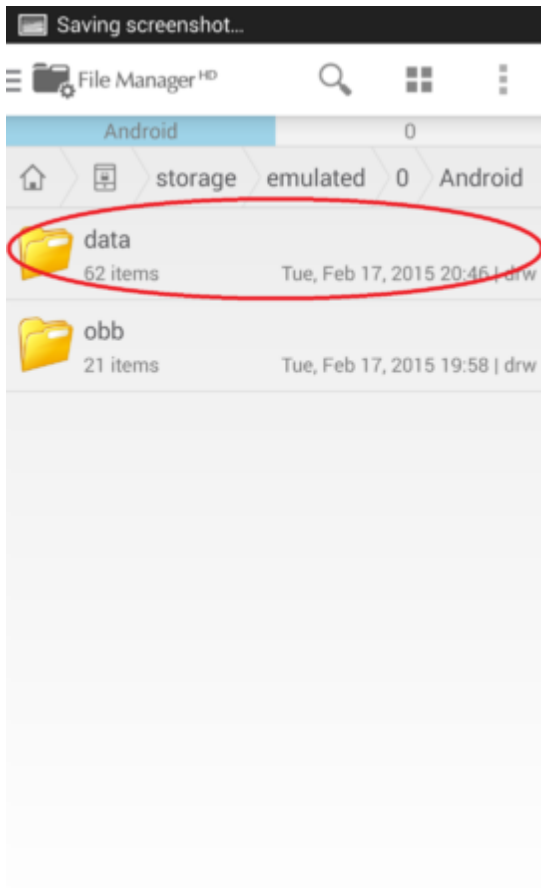 Saving screenshot...
File Manager HD
Android 0
storage emulated 0 Android
data
62 items Tue, Feb 17, 2015 20:46 | drw
obb
21 items Tue, Feb 17, 2015 19:58 | drw